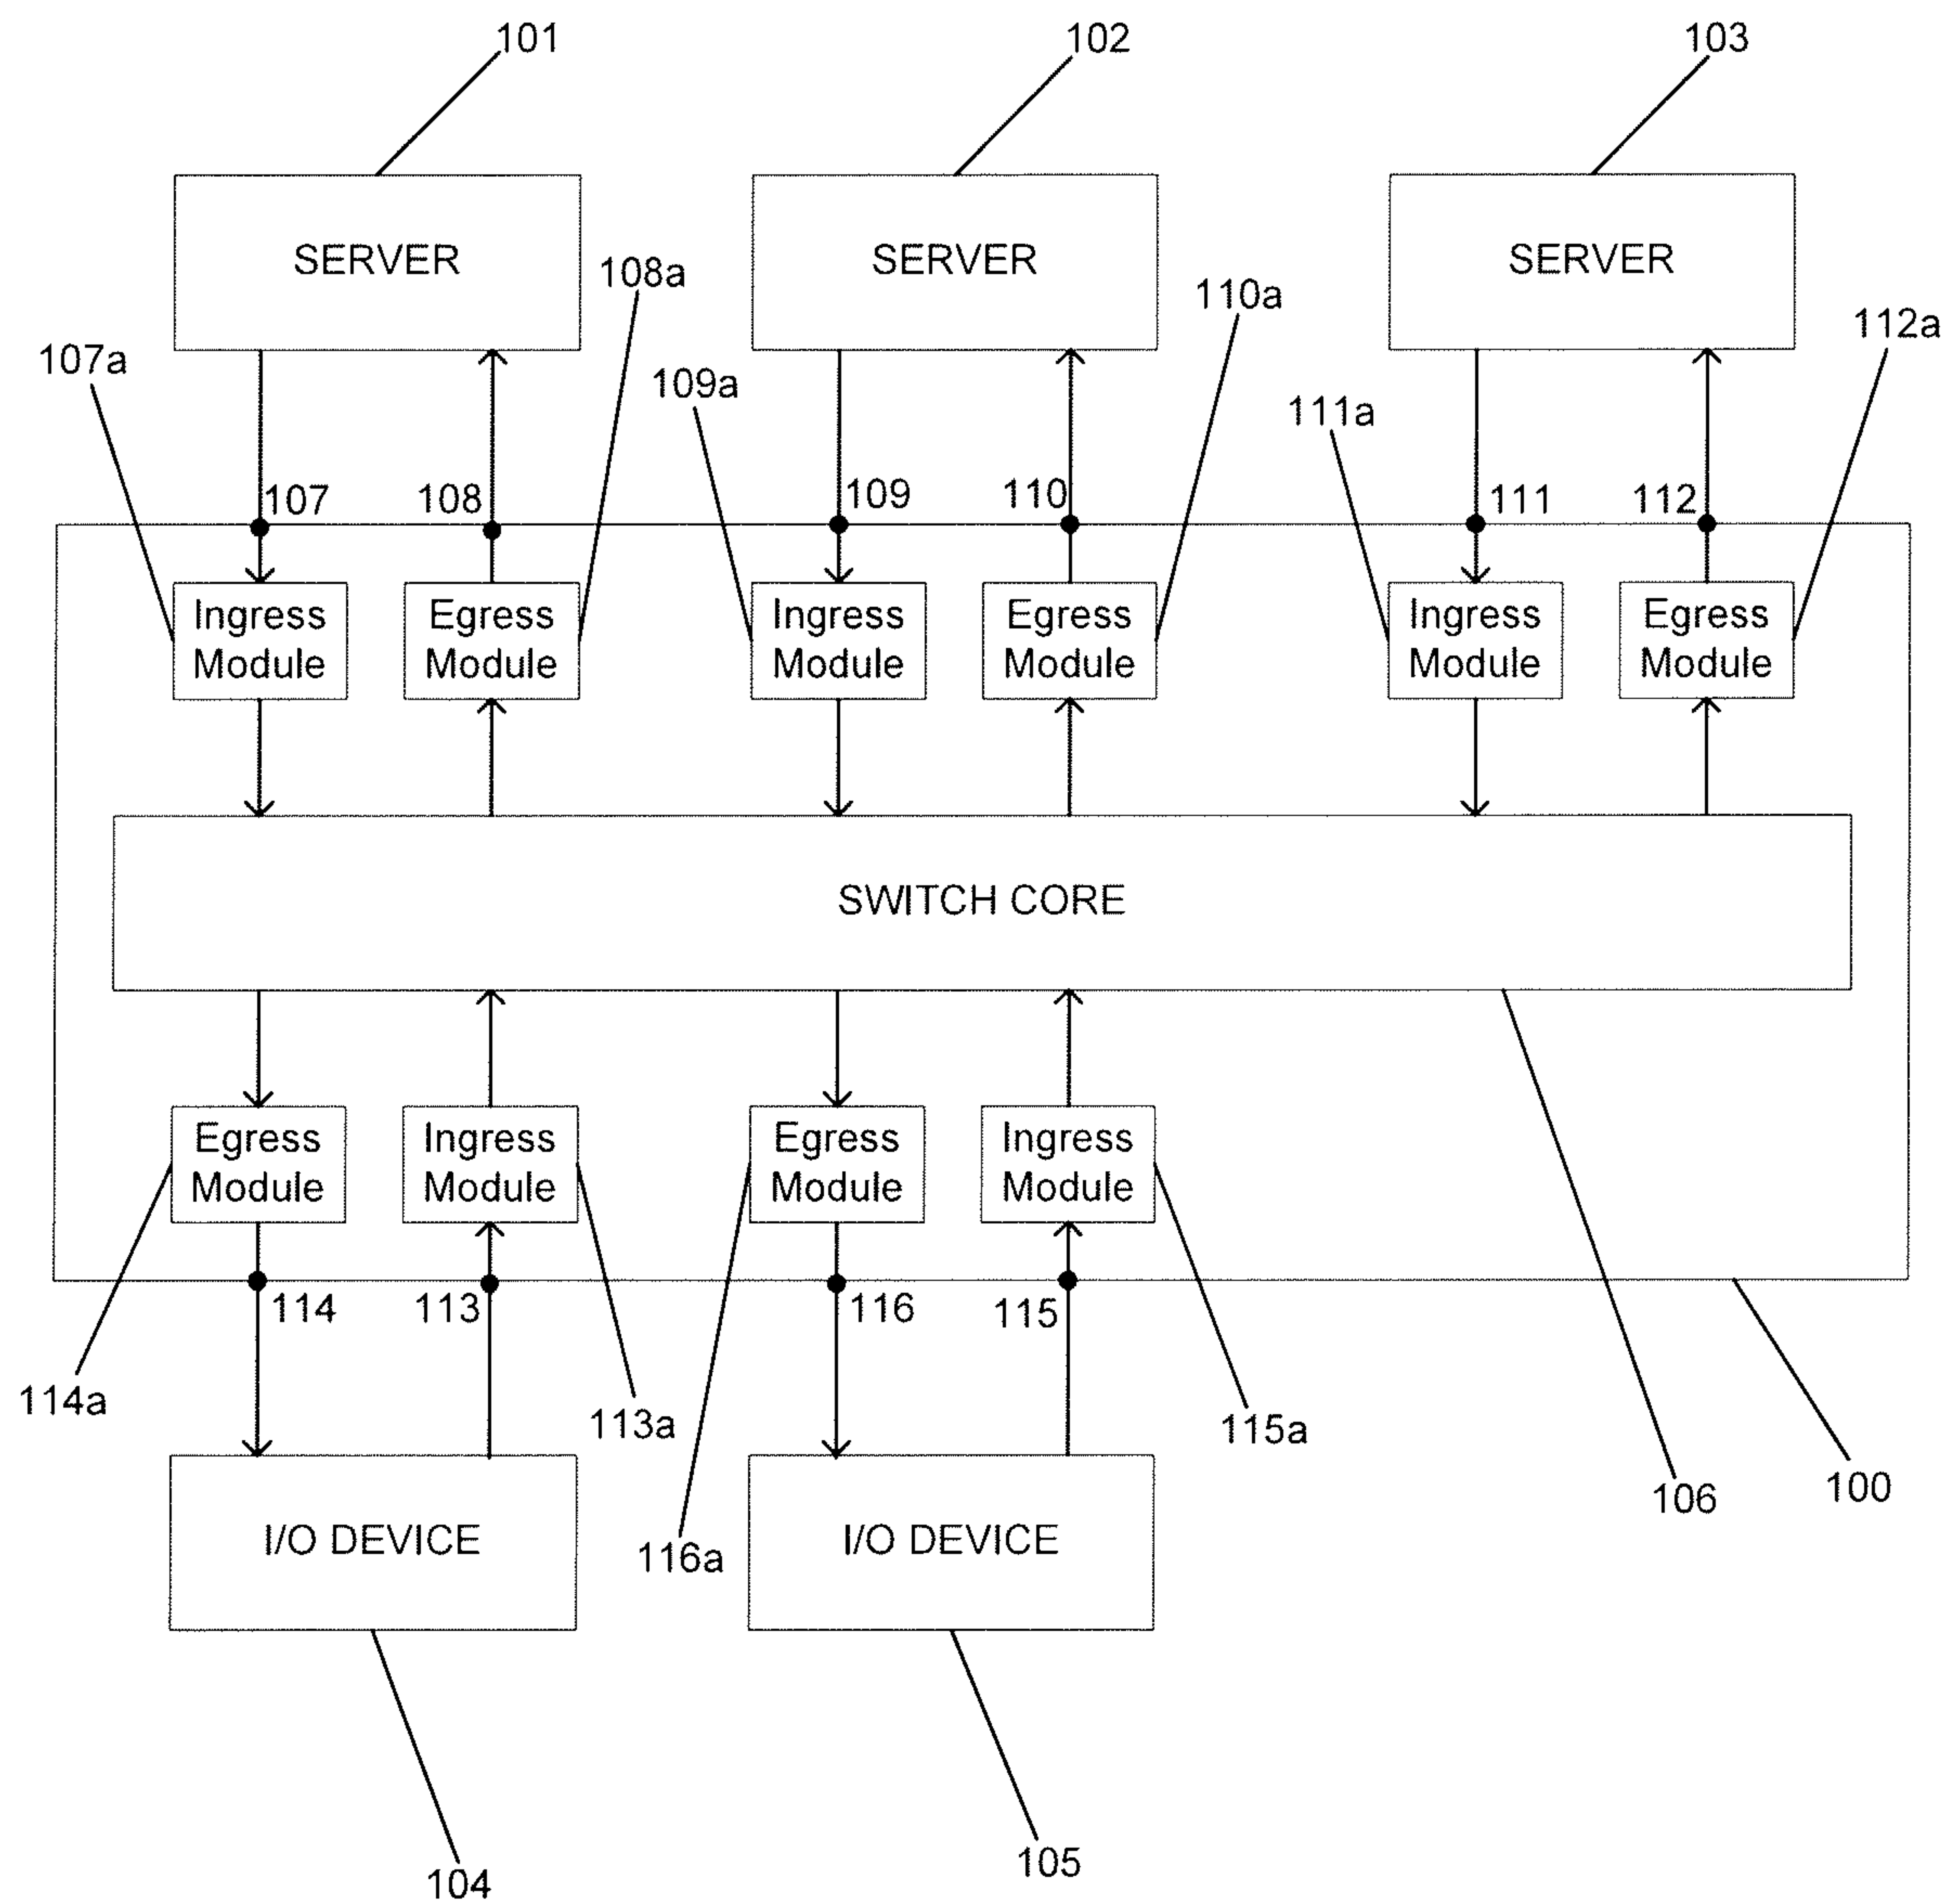 101
102
103
SERVER
SERVER
SERVER
108a
110a
112a
107a
109a
111a
107
108
109
110
111
112
Ingress
Module
Egress
Module
Ingress
Module
Egress
Module
Ingress
Module
Egress
Module
SWITCH CORE
Egress
Module
Ingress
Module
Egress
Module
Ingress
Module
114
113
116
115
114a
113a
115a
100
106
116a
I/O DEVICE
I/O DEVICE
105
104